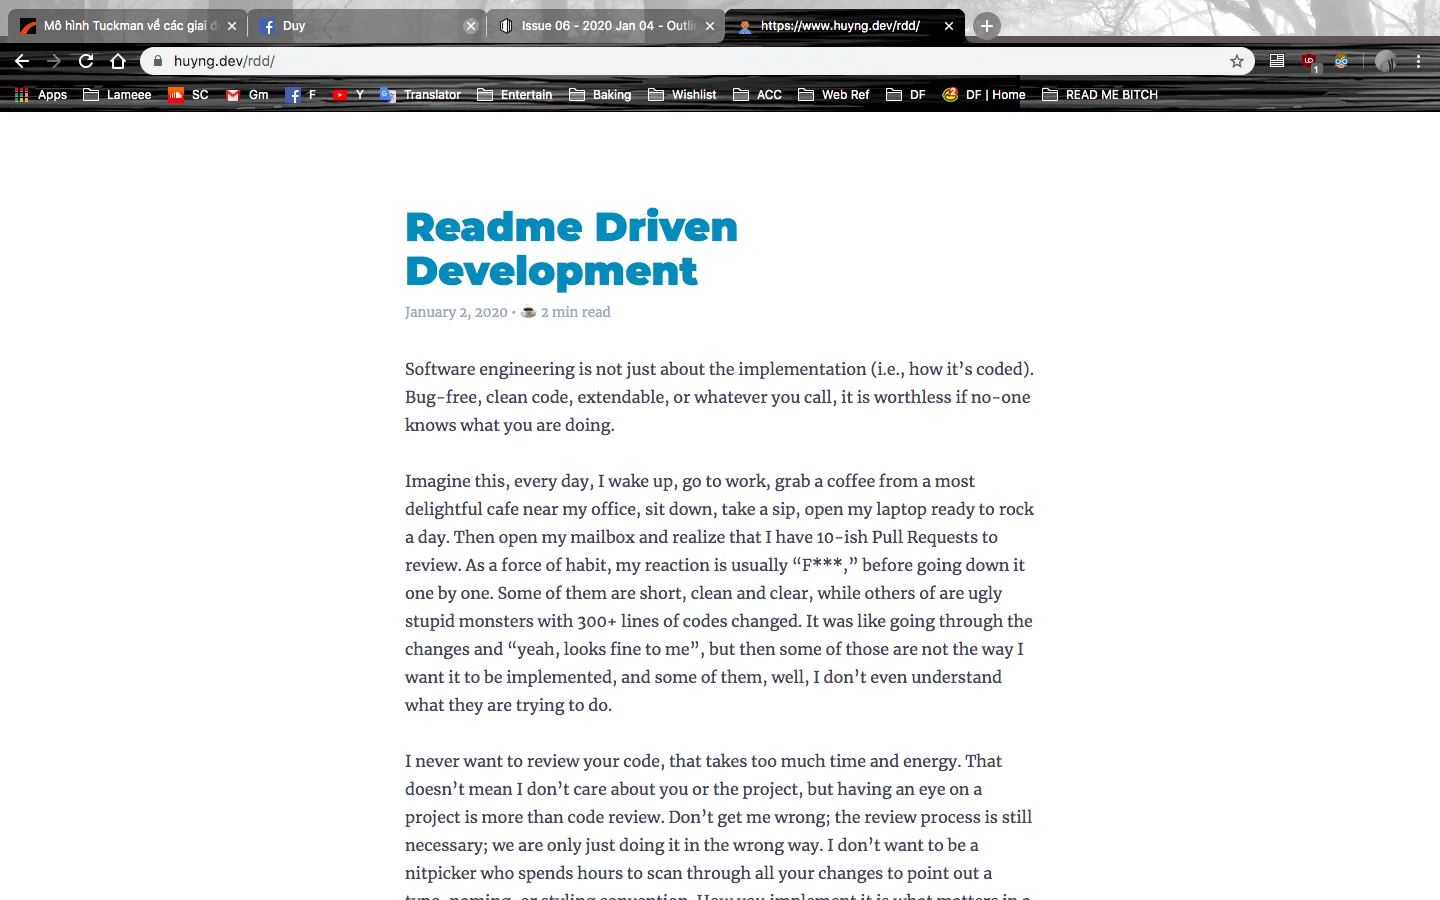 Mô hình Tuckman về các giai đ
Duy
Issue 06 - 2020 Jan 04 - Outli
https://www.huyng.dev/rdd/
huyng.dev/rdd/
1
Apps Lameee SC Gm F Y Translator Entertain Baking Wishlist ACC Web Ref DF DF | Home READ ME BITCH
Readme Driven
Development
January 2, 2020 • ☕ 2 min read
Software engineering is not just about the implementation (i.e., how it’s coded).
Bug-free, clean code, extendable, or whatever you call, it is worthless if no-one
knows what you are doing.
Imagine this, every day, I wake up, go to work, grab a coffee from a most
delightful cafe near my office, sit down, take a sip, open my laptop ready to rock
a day. Then open my mailbox and realize that I have 10-ish Pull Requests to
review. As a force of habit, my reaction is usually “F***,” before going down it
one by one. Some of them are short, clean and clear, while others of are ugly
stupid monsters with 300+ lines of codes changed. It was like going through the
changes and “yeah, looks fine to me”, but then some of those are not the way I
want it to be implemented, and some of them, well, I don’t even understand
what they are trying to do.
I never want to review your code, that takes too much time and energy. That
doesn’t mean I don’t care about you or the project, but having an eye on a
project is more than code review. Don’t get me wrong; the review process is still
necessary; we are only just doing it in the wrong way. I don’t want to be a
nitpicker who spends hours to scan through all your changes to point out a
typo, naming, or styling convention. How you implement it is what matters in a